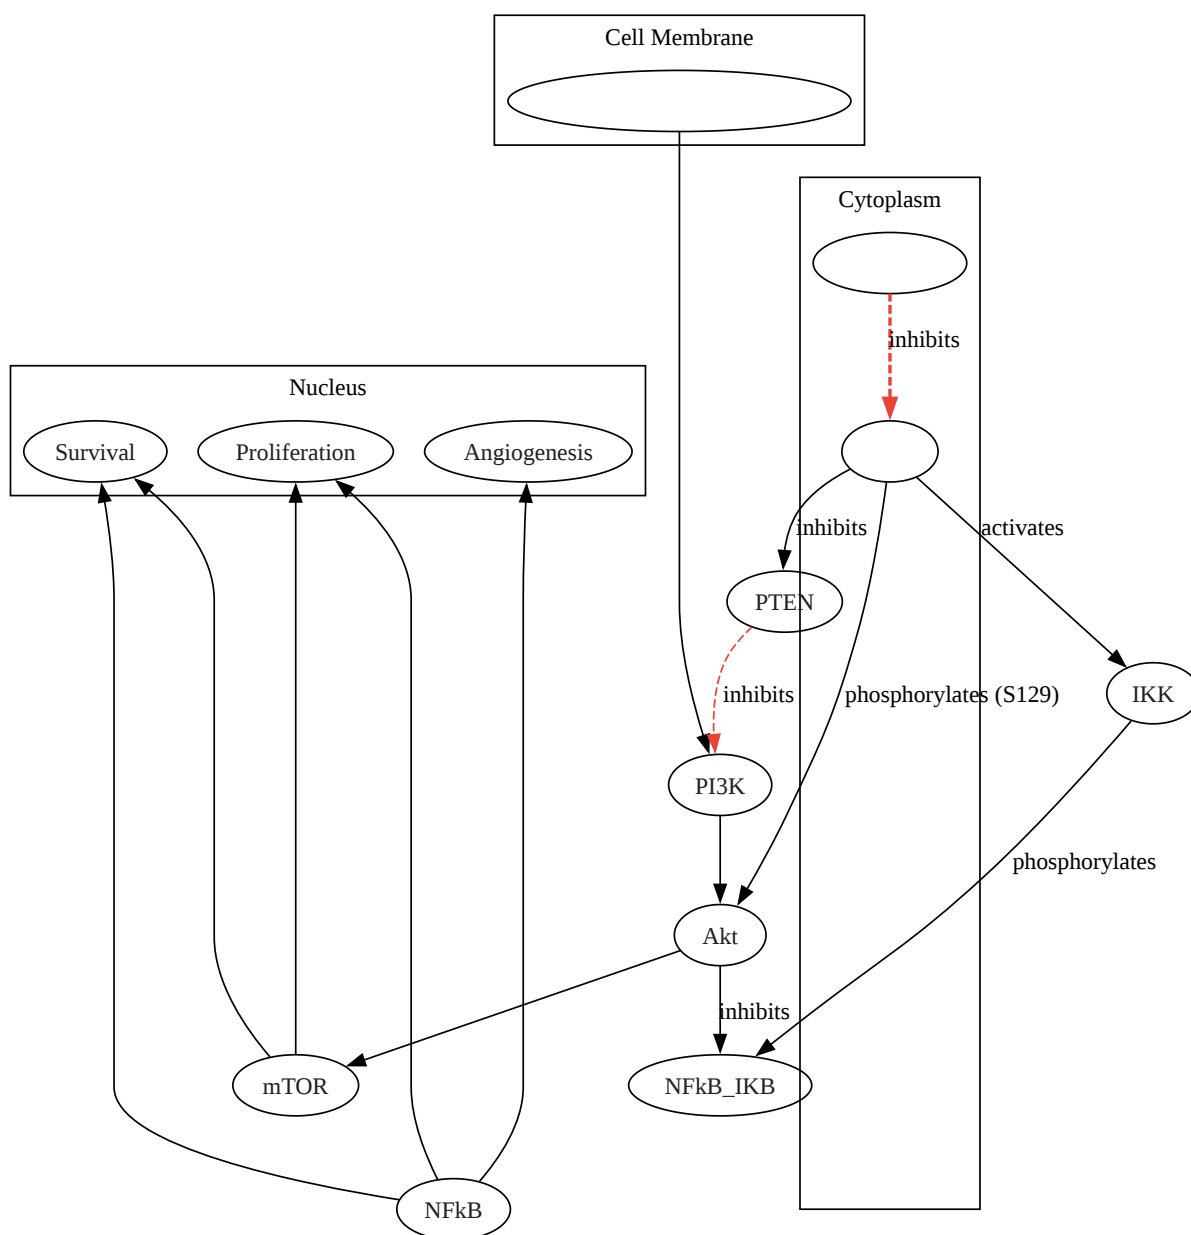 Cell Membrane
Cytoplasm
inhibits
Nucleus
Survival
Proliferation
Angiogenesis
inhibits
activates
PTEN
inhibits
phosphorylates (S129)
IKK
PI3K
phosphorylates
Akt
inhibits
mTOR
NFkB_IKB
NFkB